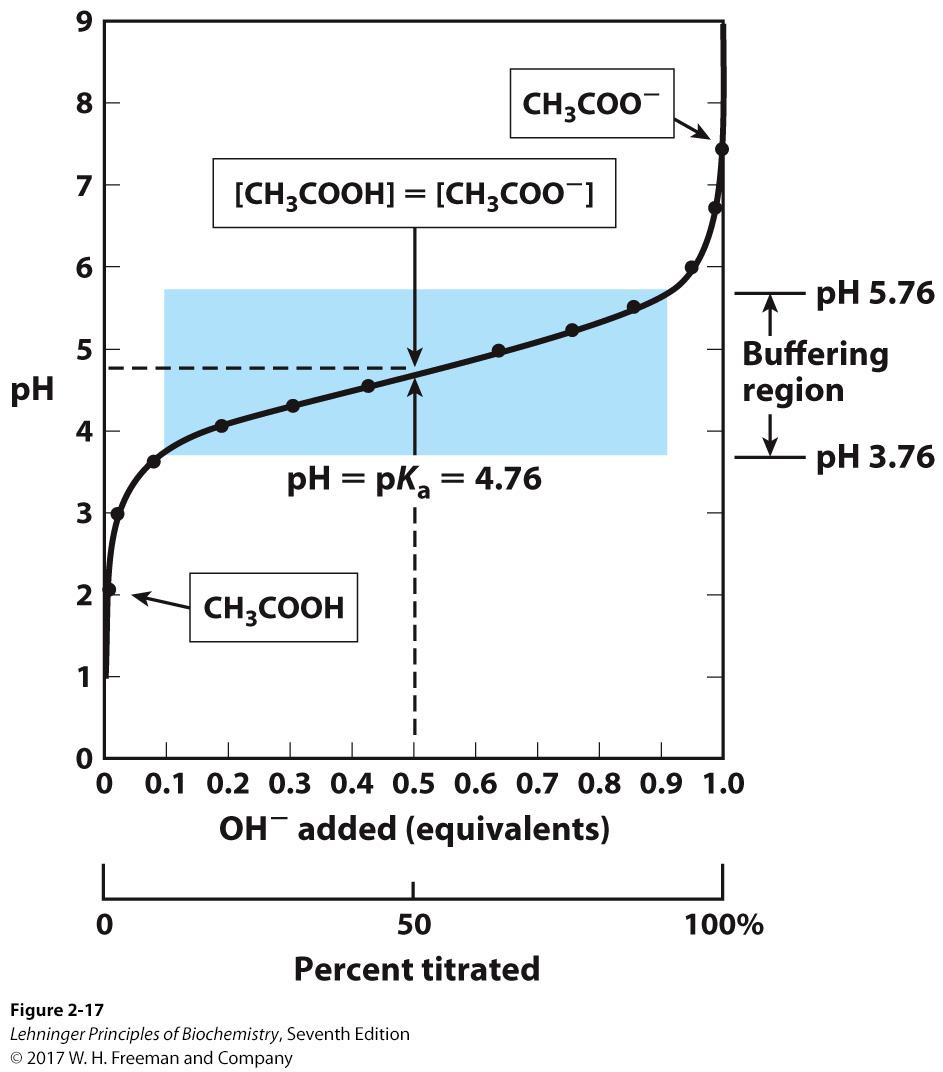 9
8
7
6
5
4
3
2
1
0
pH
CH₃COO⁻
[CH₃COOH] = [CH₃COO⁻]
pH 5.76
Buffering
region
pH 3.76
pH = pKₐ = 4.76
CH₃COOH
0 0.1 0.2 0.3 0.4 0.5 0.6 0.7 0.8 0.9 1.0
OH⁻ added (equivalents)
0 50 100%
Percent titrated
Figure 2-17
Lehninger Principles of Biochemistry, Seventh Edition
© 2017 W. H. Freeman and Company